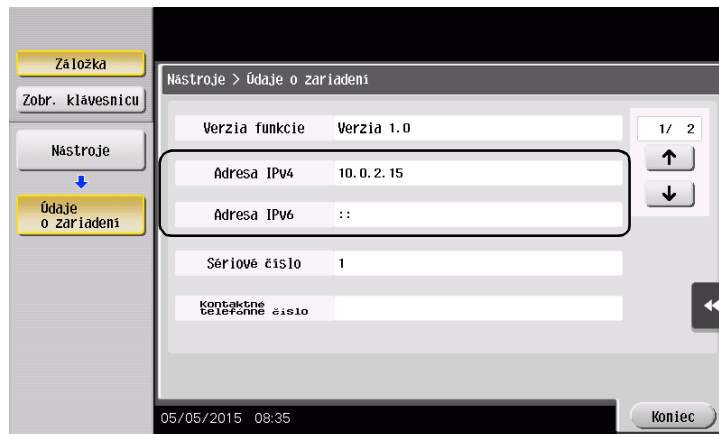 Záložka
Zobr. klávesnicu
Nástroje
Údaje
o zariadení
Nástroje > Údaje o zariadení
Verzia funkcie Verzia 1.0
1/ 2
Adresa IPv4 10.0.2.15
Adresa IPv6 ::
Sériové číslo 1
Kontaktné
telefónne číslo
05/05/2015 08:35
Koniec